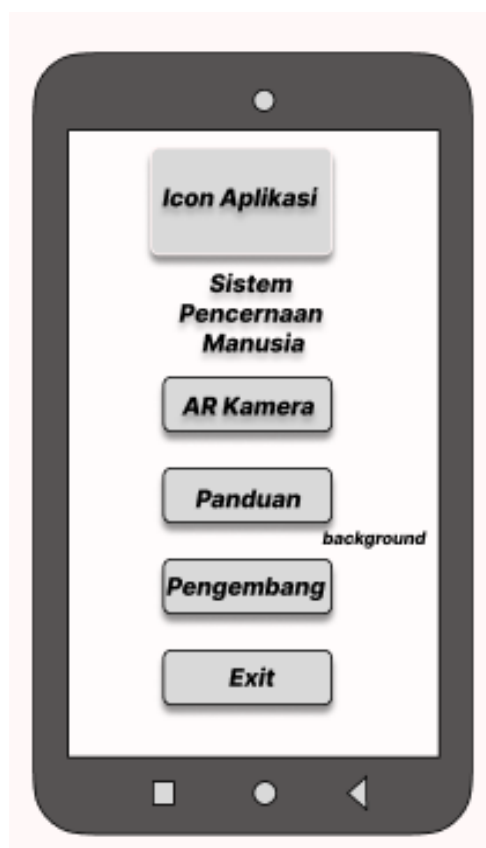 Icon Aplikasi
Sistem
Pencernaan
Manusia
AR Kamera
Panduan
background
Pengembang
Exit